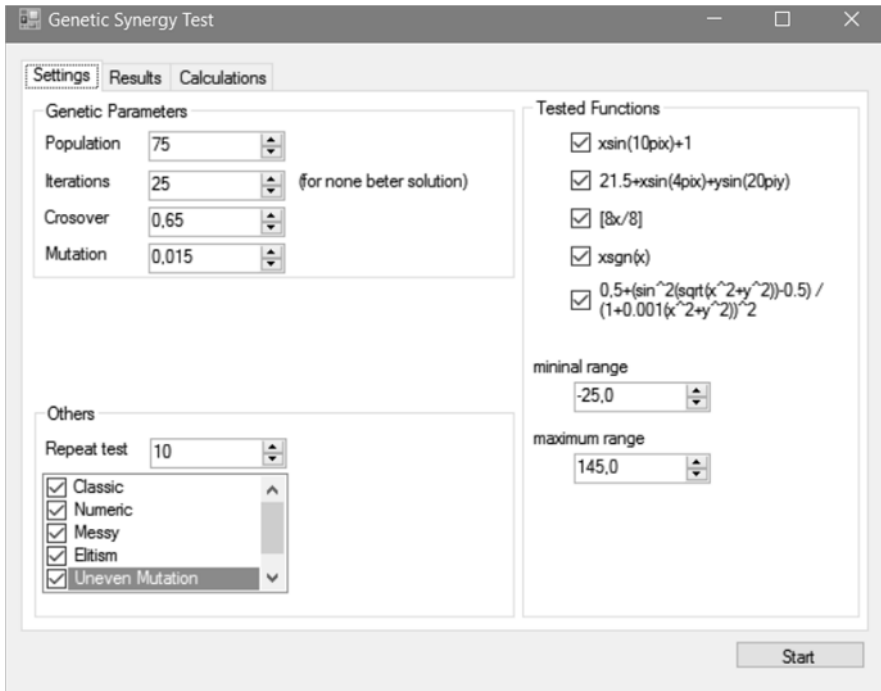 Genetic Synergy Test
Settings Results Calculations
Genetic Parameters
Population 75
Iterations 25 (for none beter solution)
Crosover 0,65
Mutation 0,015
Others
Repeat test 10
Classic
Numeric
Messy
Elitism
Uneven Mutation
Tested Functions
xsin(10pix)+1
21.5+xsin(4pix)+ysin(20piy)
[8x/8]
xsgn(x)
0,5+(sin^2(sqrt(x^2+y^2))-0.5) /
(1+0.001(x^2+y^2))^2
mininal range
-25,0
maximum range
145,0
Start